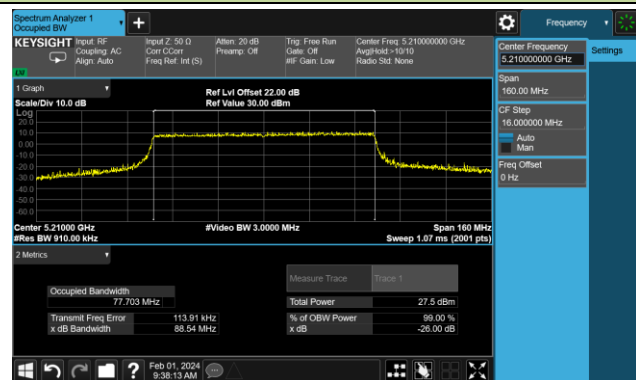 Spectrum Analyzer 1
Occupied BW
Frequency
KEYSIGHT
Input: RF
Coupling: AC
Align: Auto
Input Z: 50 Ω
Corr CCorr
Freq Ref: Int (S)
Atten: 20 dB
Preamp: Off
Trig: Free Run
Gate: Off
#IF Gain: Low
Center Freq: 5.210000000 GHz
Avg|Hold:>10/10
Radio Std: None
LU
Center Frequency
5.210000000 GHz
Settings
Span
160.00 MHz
CF Step
16.000000 MHz
Auto
Man
Freq Offset
0 Hz
1 Graph
Scale/Div 10.0 dB
Ref Lvl Offset 22.00 dB
Ref Value 30.00 dBm
Log
20.0
10.0
0.00
-10.0
-20.0
-30.0
-40.0
-50.0
-60.0
Center 5.21000 GHz
#Video BW 3.0000 MHz
Span 160 MHz
#Res BW 910.00 kHz
Sweep 1.07 ms (2001 pts)
2 Metrics
Measure Trace
Trace 1
Occupied Bandwidth
77.703 MHz
Total Power
27.5 dBm
Transmit Freq Error
113.91 kHz
% of OBW Power
99.00 %
x dB Bandwidth
88.54 MHz
x dB
-26.00 dB
?
Feb 01, 2024
9:38:13 AM